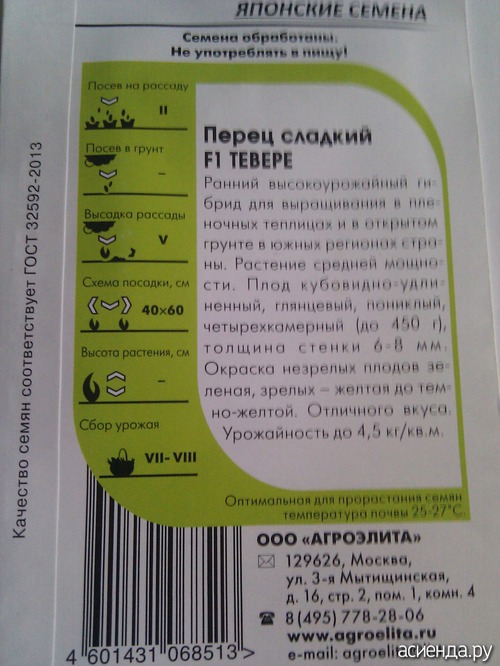 ЯПОНСКИЕ СЕМЕНА
Семена обработаны.
Не употреблять в пищу!
Посев на рассаду
II
Посев в грунт
–
Высадка рассады
V
Схема посадки, см
40×60
Высота растения, см
–
Сбор урожая
VII- VIII
Перец сладкий
F1 ТЕВЕРЕ
Ранний высокоурожайный ги-
брид для выращивания в пле-
ночных теплицах и в открытом
грунте в южных регионах стра-
ны. Растение средней мощно-
сти. Плод кубовидно-удли-
ненный, глянцевый, пониклый,
четырехкамерный (до 450 г),
толщина стенки 6-8 мм.
Окраска незрелых плодов зе-
леная, зрелых – желтая до тем-
но-желтой. Отличного вкуса.
Урожайность до 4,5 кг/кв.м.
Оптимальная для прорастания семян
температура почвы 25-27°С.
Качество семян соответствует ГОСТ 32592-2013
ООО «АГРОЭЛИТА»
129626, Москва,
ул. 3-я Мытищинская,
д. 16, стр. 2, пом. 1, комн. 4
8 (495) 778-28-06
www.agroelita.ru
e-mail: agroelita.ru
4 601431 068513
асиенда.ру